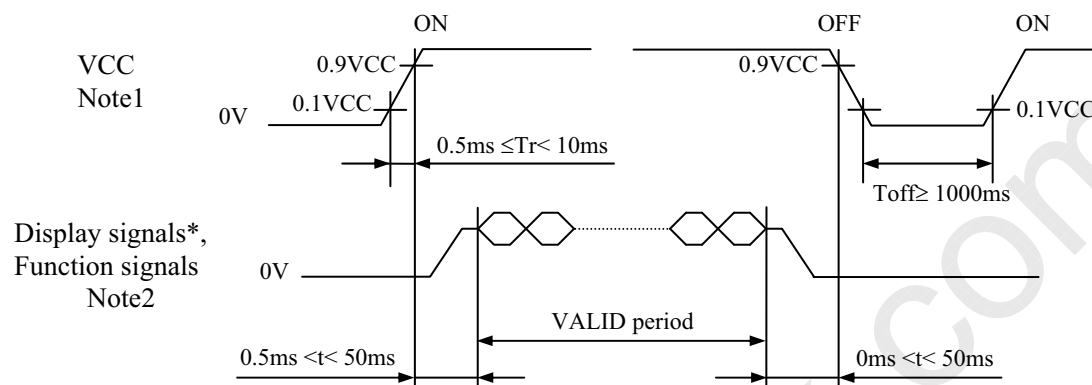 ON OFF ON
VCC
Note1
0.9VCC 0.9VCC
0.1VCC 0.1VCC
0V
0.5ms ≤Tr< 10ms
Toff≥ 1000ms
Display signals*,
Function signals
Note2
0V
VALID period
0.5ms <t< 50ms 0ms <t< 50ms
com